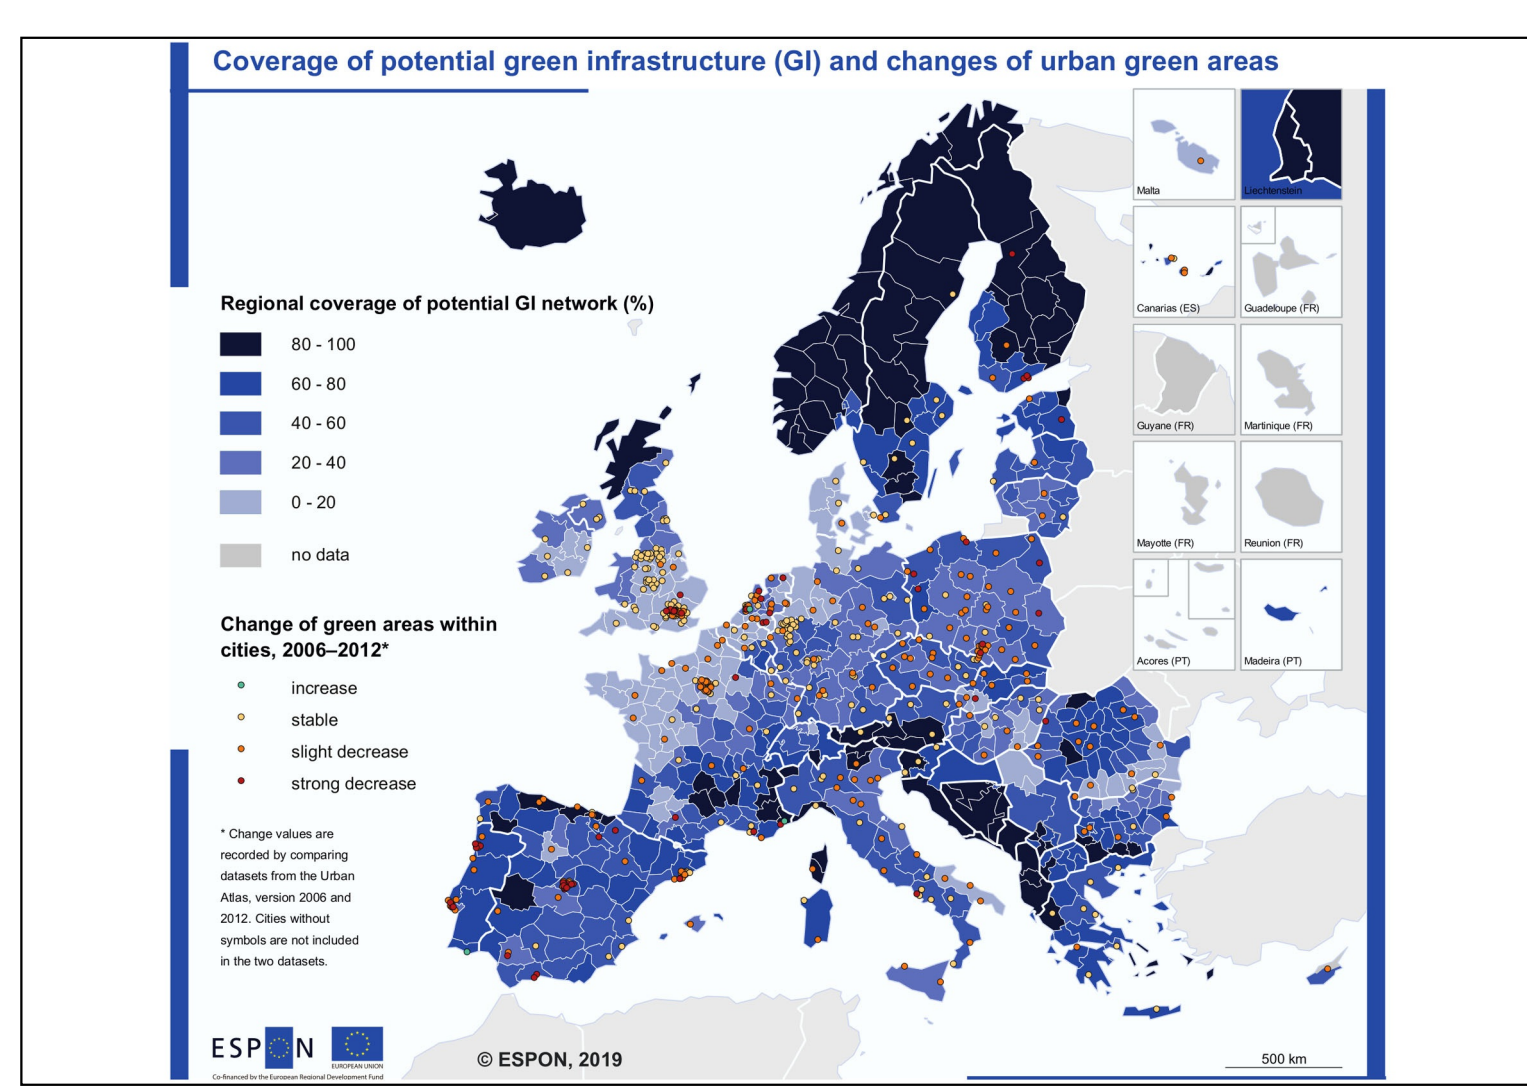 Coverage of potential green infrastructure (GI) and changes of urban green areas
Malta
Liechtenstein
Canarias (ES)
Guadeloupe (FR)
Guyane (FR)
Martinique (FR)
Mayotte (FR)
Reunion (FR)
Acores (PT)
Madeira (PT)
Regional coverage of potential GI network (%)
80 - 100
60 - 80
40 - 60
20 - 40
0 - 20
no data
Change of green areas within
cities, 2006–2012*
increase
stable
slight decrease
strong decrease
* Change values are
recorded by comparing
datasets from the Urban
Atlas, version 2006 and
2012. Cities without
symbols are not included
in the two datasets.
ESPON
EUROPEAN UNION
Co-financed by the European Regional Development Fund
© ESPON, 2019
500 km